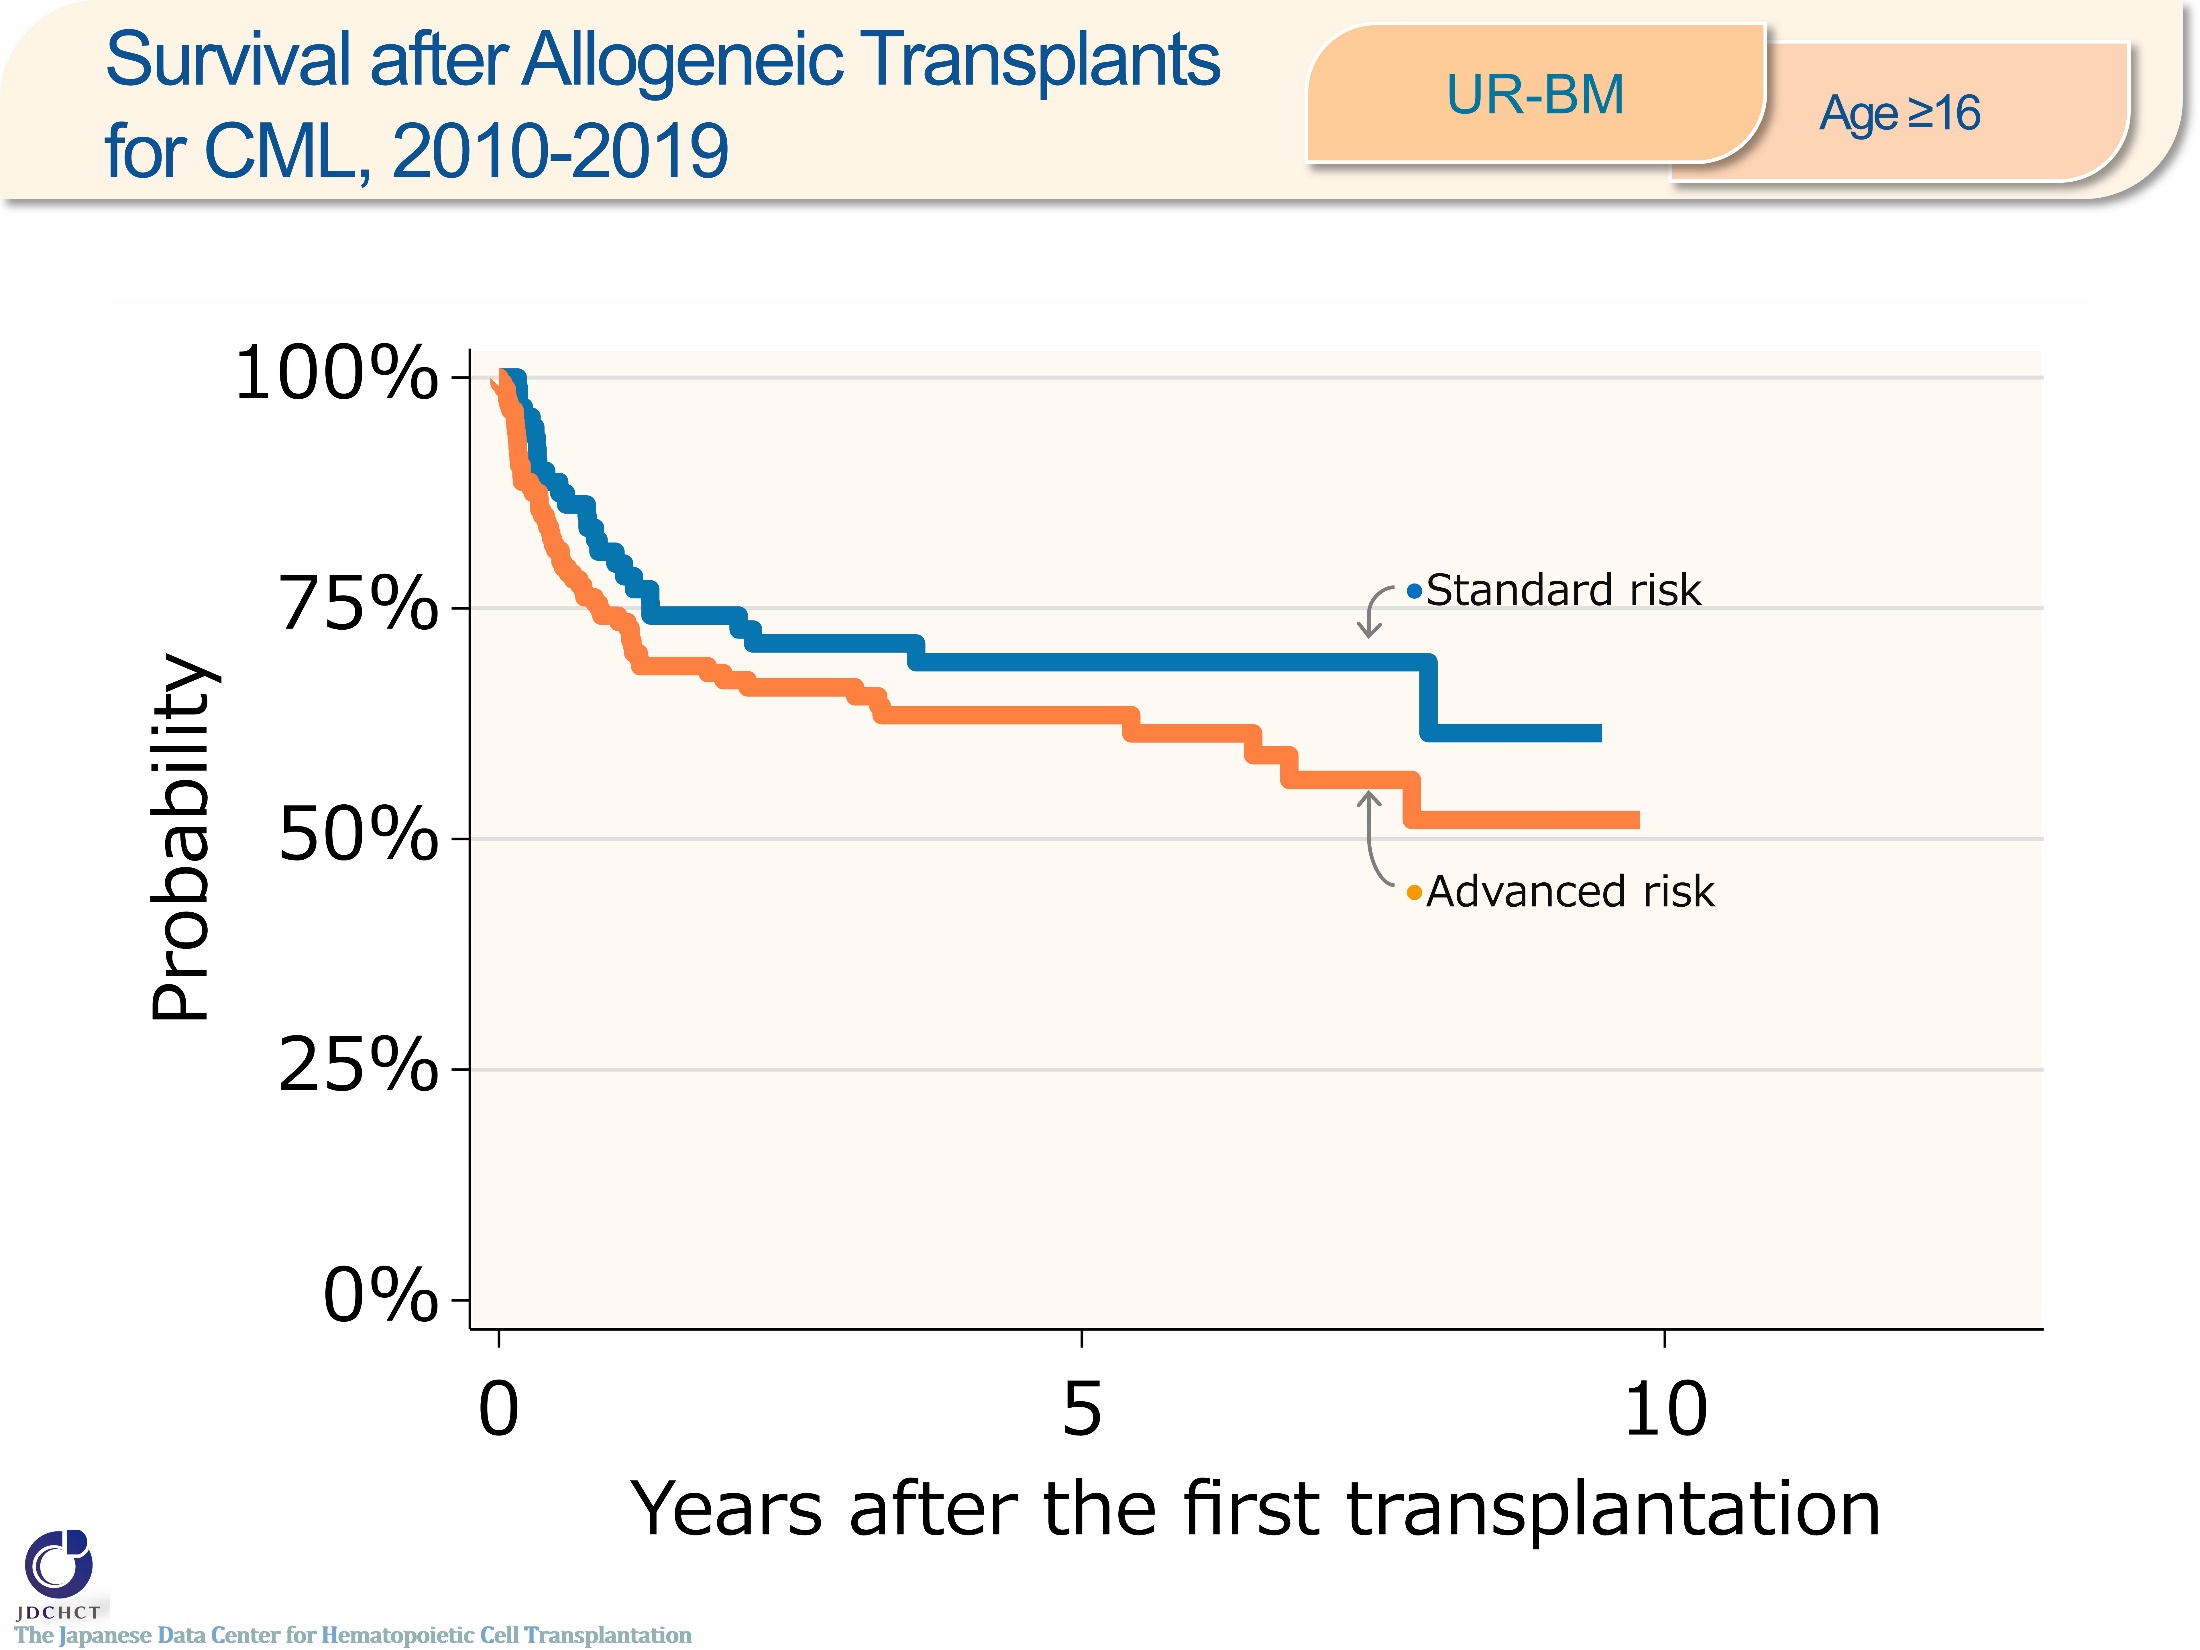 Survival after Allogeneic Transplants
for CML, 2010-2019
UR-BM
Age ≥16
100%
75%
50%
25%
0%
Probability
Standard risk
Advanced risk
0
5
10
Years after the first transplantation
JDCHCT
The Japanese Data Center for Hematopoietic Cell Transplantation